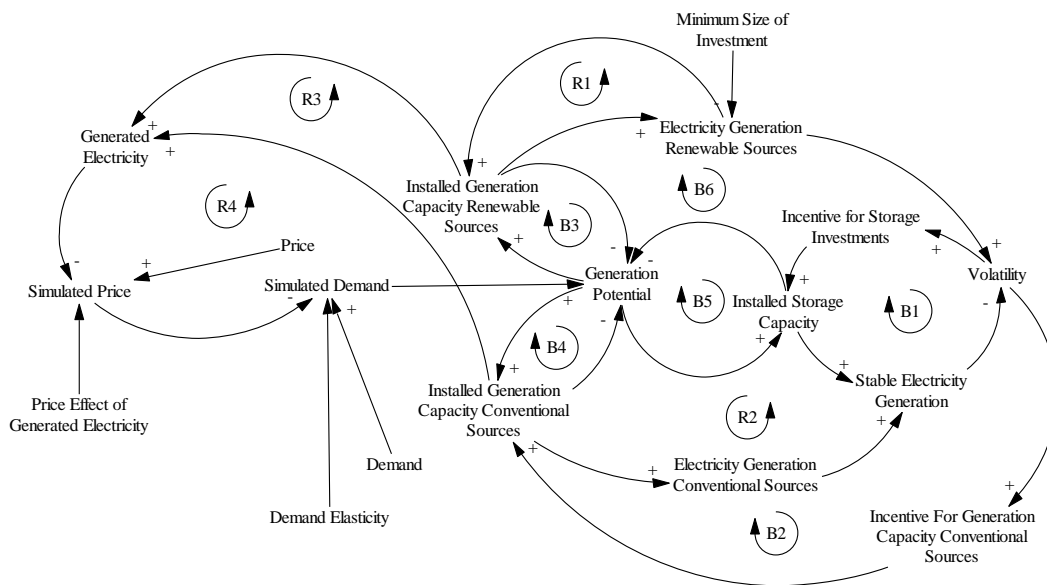 Minimum Size of
Investment
R1
R3
-
+
Generated
Electricity
+
+
Electricity Generation
Renewable Sources
+
+
Installed Generation
Capacity Renewable
Sources
B6
R4
B3
Incentive for Storage
Investments
Price
+
+
+
-
+
-
-
Simulated Price
Simulated Demand
-
+
Generation
Potential
+
-
B5
Installed Storage
Capacity
+
+
Volatility
-
B1
B4
+
+
Price Effect of
Generated Electricity
Installed Generation
Capacity Conventional
Sources
Stable Electricity
Generation
+
R2
+
+
Demand
Electricity Generation
Conventional Sources
+
Demand Elasticity
B2
Incentive For Generation
Capacity Conventional
Sources